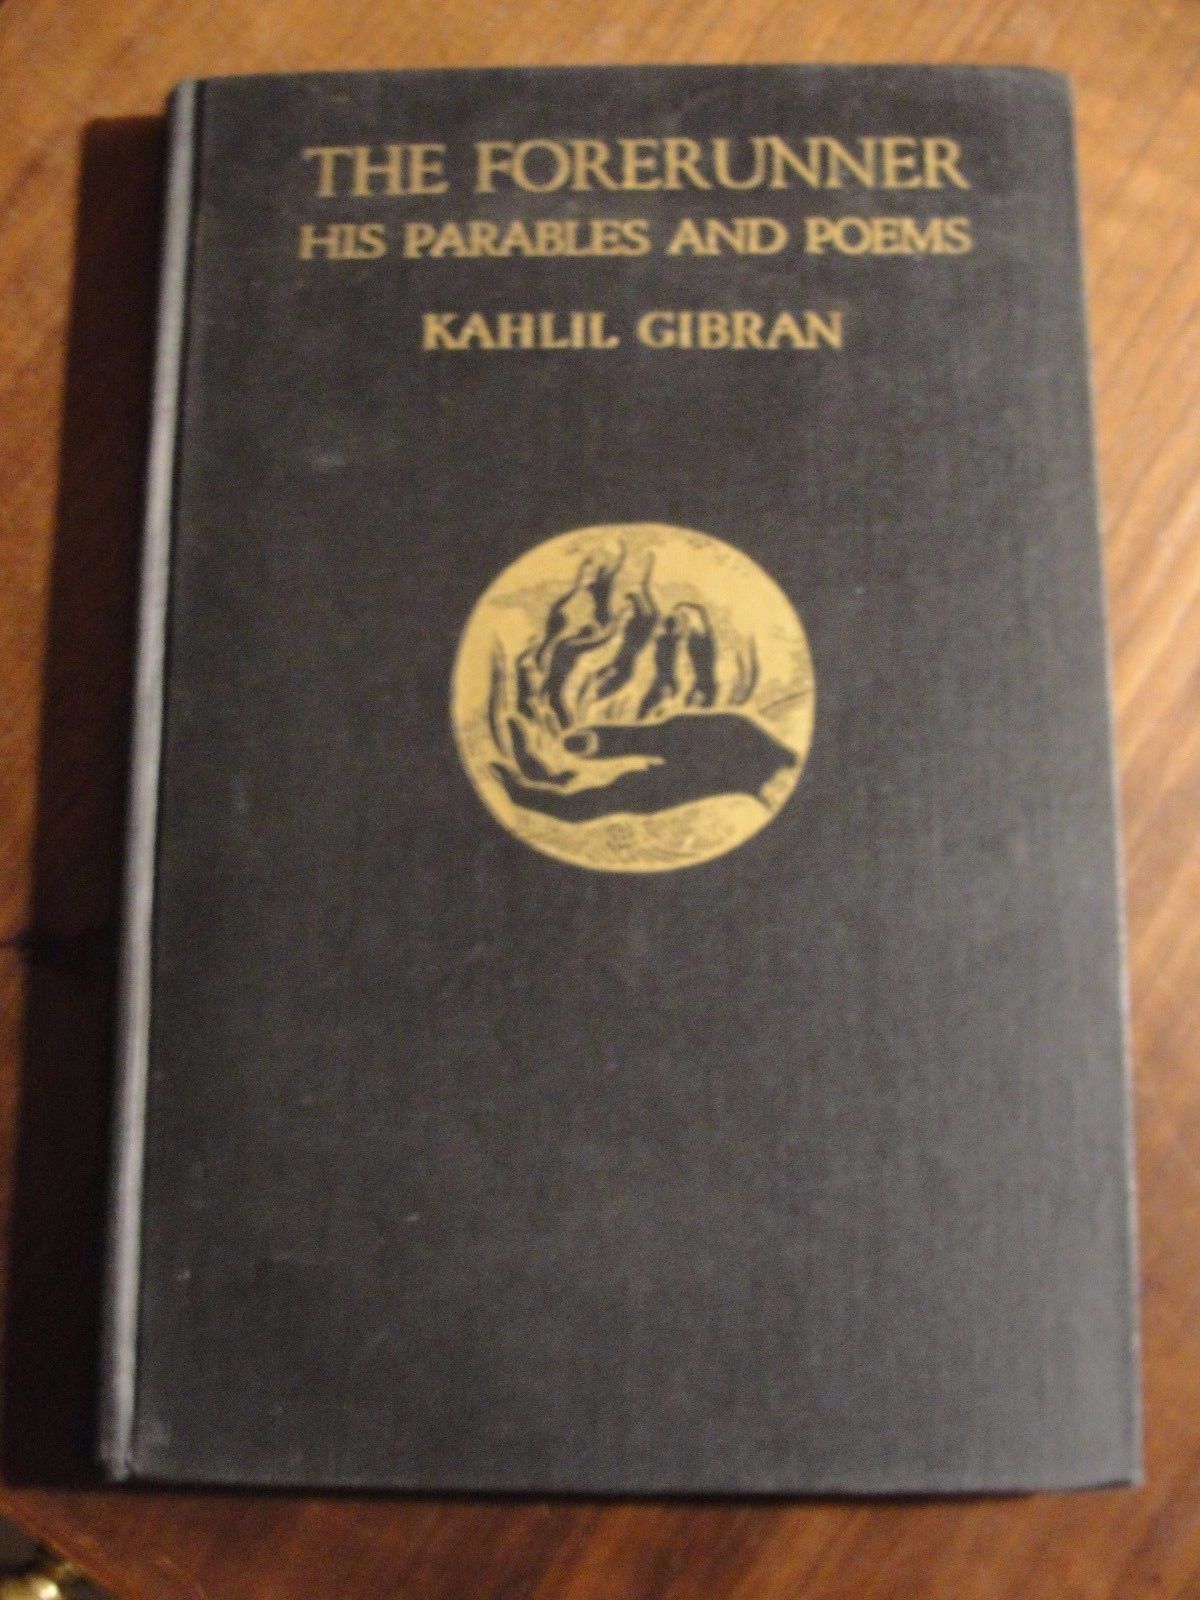 THE FORERUNNER
HIS PARABLES AND POEMS
KAHLIL GIBRAN